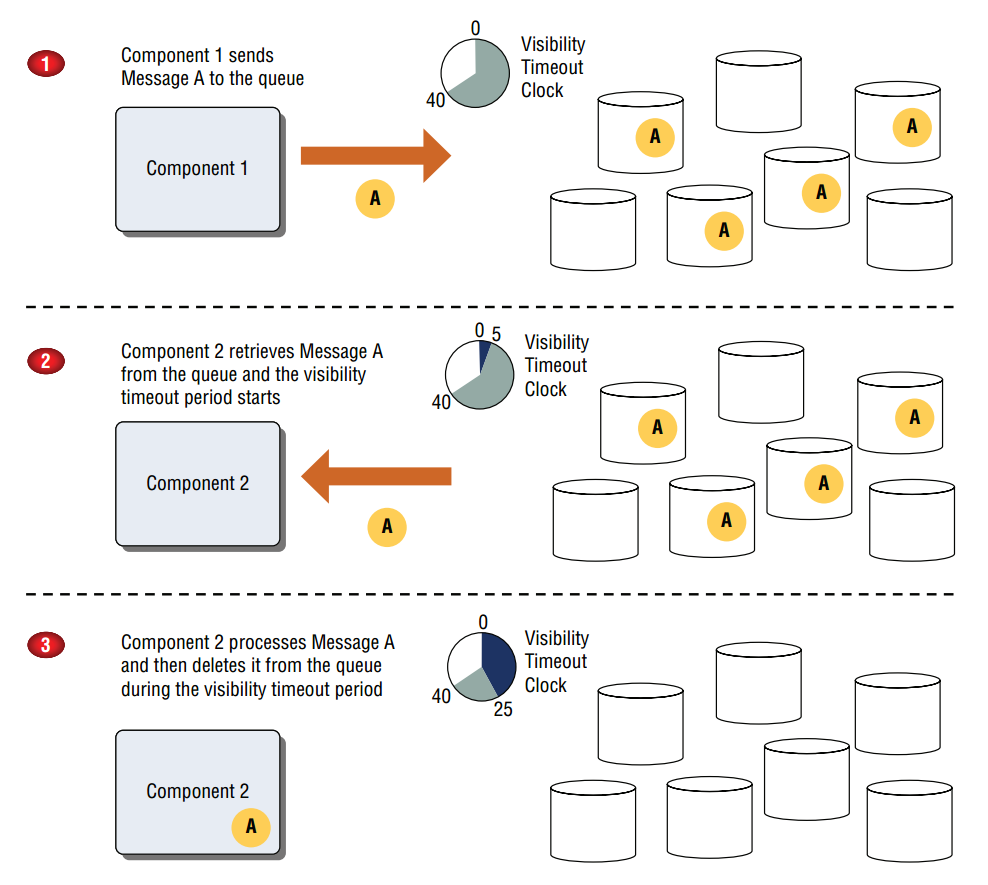 1
Component 1 sends
Message A to the queue
0
40
Visibility
Timeout
Clock
Component 1
A
A
A
A
A
2
Component 2 retrieves Message A
from the queue and the visibility
timeout period starts
0 5
40
Visibility
Timeout
Clock
Component 2
A
A
A
A
A
3
Component 2 processes Message A
and then deletes it from the queue
during the visibility timeout period
0
40
25
Visibility
Timeout
Clock
Component 2
A